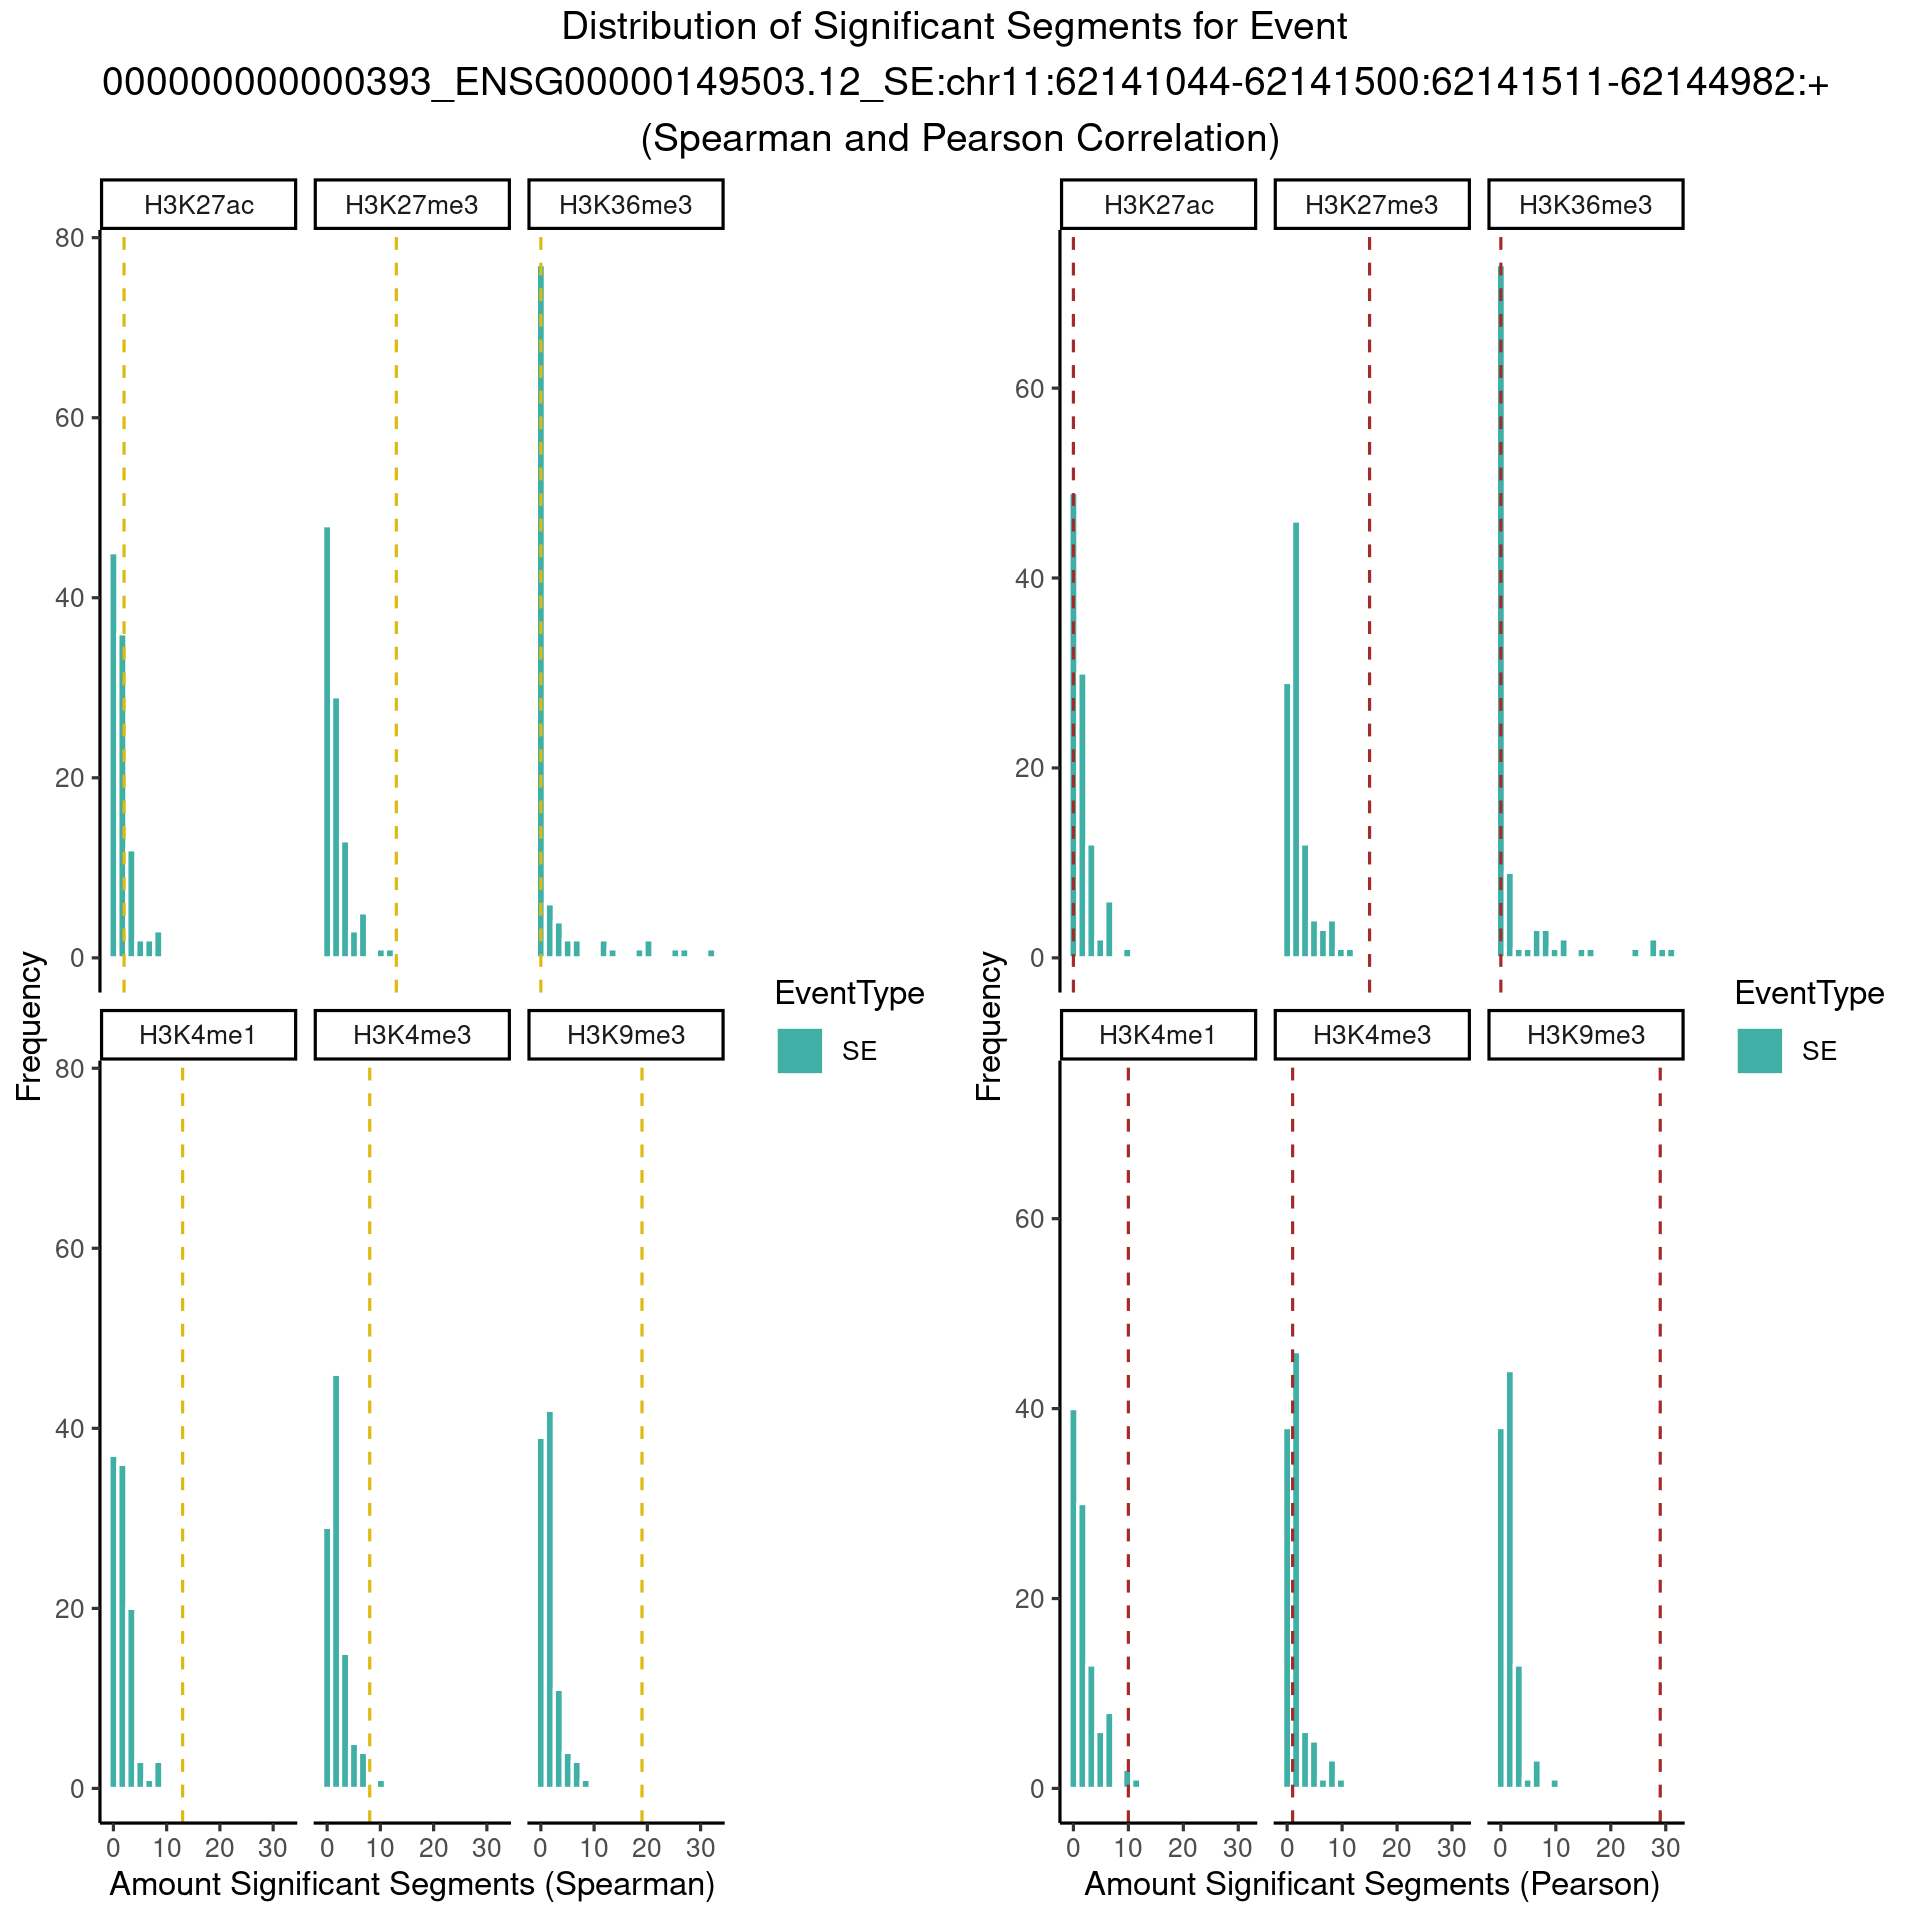 Distribution of Significant Segments for Event
000000000000393_ENSG00000149503.12_SE:chr11:62141044-62141500:62141511-62144982:+
(Spearman and Pearson Correlation)
H3K27ac H3K27me3 H3K36me3
80
60
40
20
0
H3K4me1 H3K4me3 H3K9me3
80
60
40
20
0
0 10 20 30 0 10 20 30 0 10 20 30
Frequency
Amount Significant Segments (Spearman)
EventType
SE
H3K27ac H3K27me3 H3K36me3
60
40
20
0
H3K4me1 H3K4me3 H3K9me3
60
40
20
0
0 10 20 30 0 10 20 30 0 10 20 30
Frequency
Amount Significant Segments (Pearson)
EventType
SE